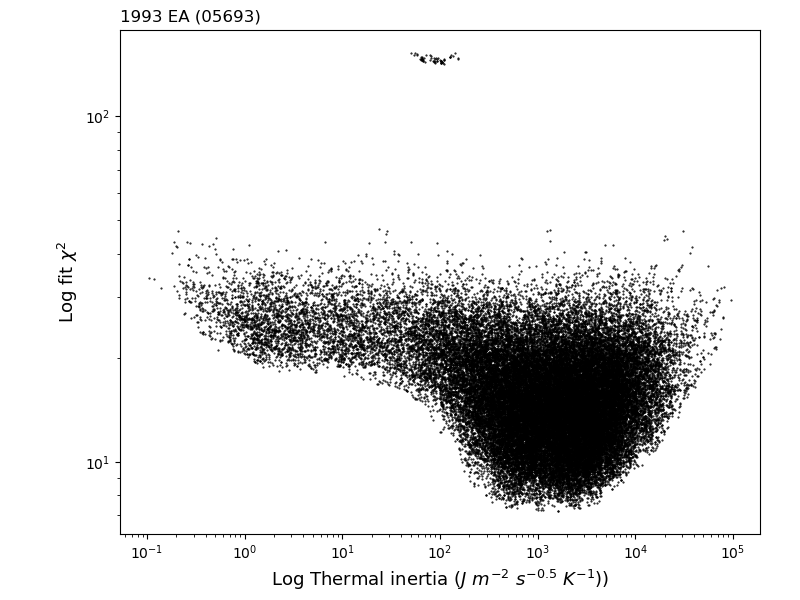 1993 EA (05693)
10²
10¹
Log fit χ²
10⁻¹ 10⁰ 10¹ 10² 10³ 10⁴ 10⁵
Log Thermal inertia (J m⁻² s⁻⁰·⁵ K⁻¹))